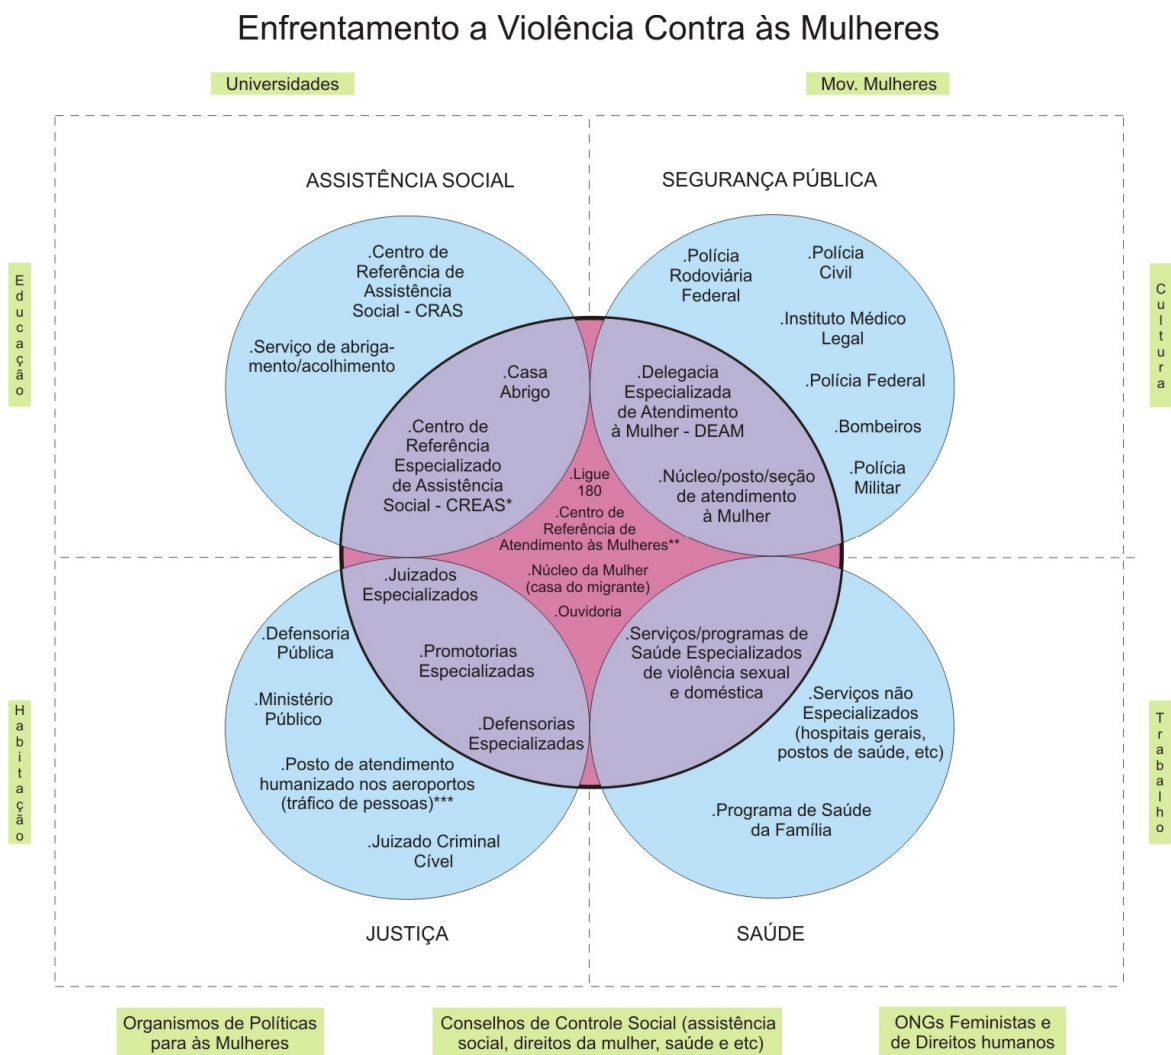 Enfrentamento a Violência Contra às Mulheres
Universidades
Mov. Mulheres
ASSISTÊNCIA SOCIAL
SEGURANÇA PÚBLICA
Educação
Cultura
.Centro de
Referência de
Assistência
Social - CRAS
.Serviço de abriga-
mento/acolhimento
.Casa
Abrigo
.Centro de
Referência
Especializado
de Assistência
Social - CREAS*
.Polícia
Rodoviária
Federal
.Polícia
Civil
.Instituto Médico
Legal
.Polícia Federal
.Bombeiros
.Polícia
Militar
.Delegacia
Especializada
de Atendimento
à Mulher - DEAM
.Núcleo/posto/seção
de atendimento
à Mulher
.Ligue
180
.Centro de
Referência de
Atendimento às Mulheres**
.Núcleo da Mulher
(casa do migrante)
.Ouvidoria
.Juizados
Especializados
.Promotorias
Especializadas
.Defensorias
Especializadas
.Defensoria
Pública
.Ministério
Público
.Posto de atendimento
humanizado nos aeroportos
(tráfico de pessoas)***
.Juizado Criminal
Cível
.Serviços/programas de
Saúde Especializados
de violência sexual
e doméstica
.Serviços não
Especializados
(hospitais gerais,
postos de saúde, etc)
.Programa de Saúde
da Família
Habitação
Trabalho
JUSTIÇA
SAÚDE
Organismos de Políticas
para às Mulheres
Conselhos de Controle Social (assistência
social, direitos da mulher, saúde e etc)
ONGs Feministas e
de Direitos humanos